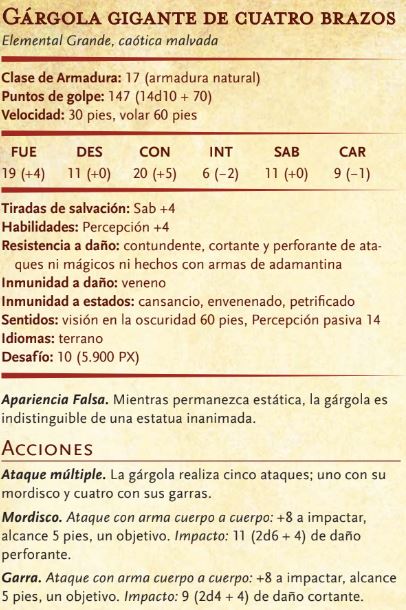 Gárgola gigante de cuatro brazos
Elemental Grande, caótica malvada
Clase de Armadura: 17 (armadura natural)
Puntos de golpe: 147 (14d10 + 70)
Velocidad: 30 pies, volar 60 pies
FUE DES CON INT SAB CAR
19 (+4) 11 (+0) 20 (+5) 6 (−2) 11 (+0) 9 (−1)
Tiradas de salvación: Sab +4
Habilidades: Percepción +4
Resistencia a daño: contundente, cortante y perforante de ata-
ques ni mágicos ni hechos con armas de adamantina
Inmunidad a daño: veneno
Inmunidad a estados: cansancio, envenenado, petrificado
Sentidos: visión en la oscuridad 60 pies, Percepción pasiva 14
Idiomas: terrano
Desafío: 10 (5.900 PX)
Apariencia Falsa. Mientras permanezca estática, la gárgola es
indistinguible de una estatua inanimada.
Acciones
Ataque múltiple. La gárgola realiza cinco ataques; uno con su
mordisco y cuatro con sus garras.
Mordisco. Ataque con arma cuerpo a cuerpo: +8 a impactar,
alcance 5 pies, un objetivo. Impacto: 11 (2d6 + 4) de daño
perforante.
Garra. Ataque con arma cuerpo a cuerpo: +8 a impactar, alcance
5 pies, un objetivo. Impacto: 9 (2d4 + 4) de daño cortante.